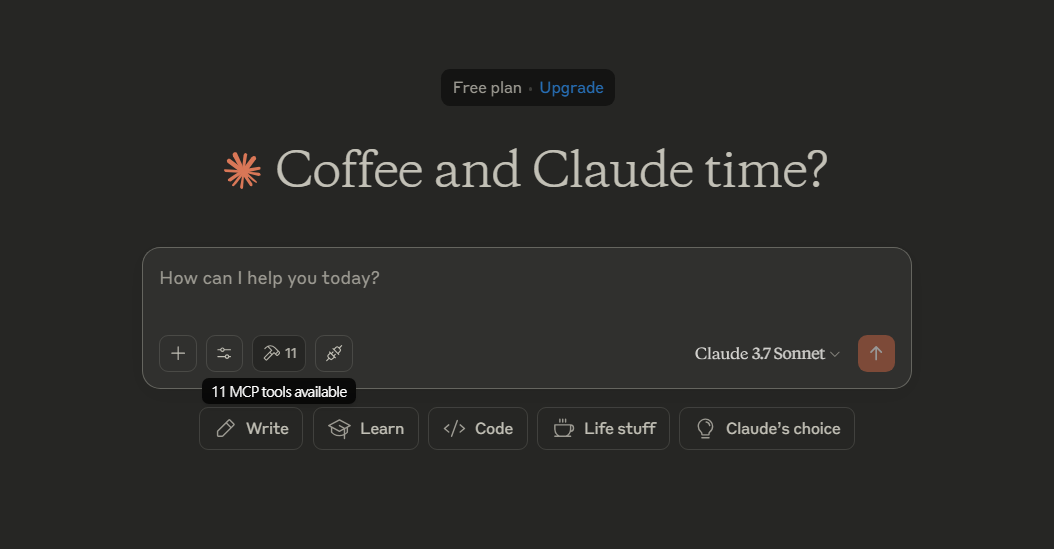 Free plan • Upgrade
Coffee and Claude time?
How can I help you today?
11
Claude 3.7 Sonnet
11 MCP tools available
Write
Learn
Code
Life stuff
Claude's choice